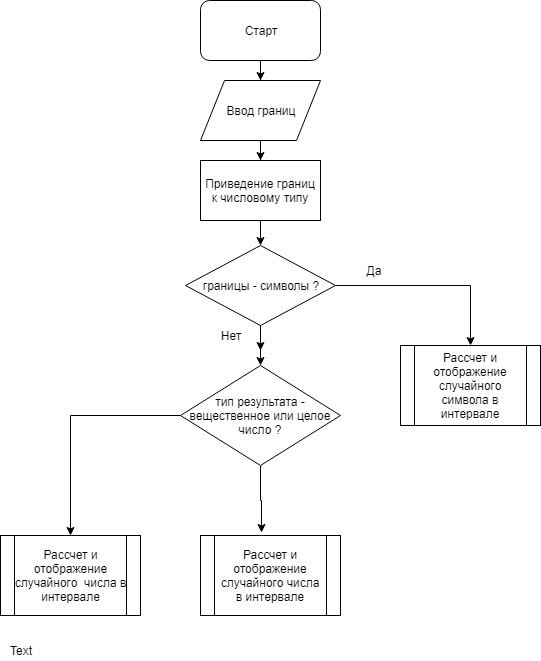 Старт
Ввод границ
Приведение границ
к числовому типу
границы - символы ?
Да
Нет
Рассчет и
отображение
случайного
символа в
интервале
тип результата -
вещественное или целое
число ?
Рассчет и
отображение
случайного числа в
интервале
Рассчет и
отображение
случайного числа
в интервале
Text